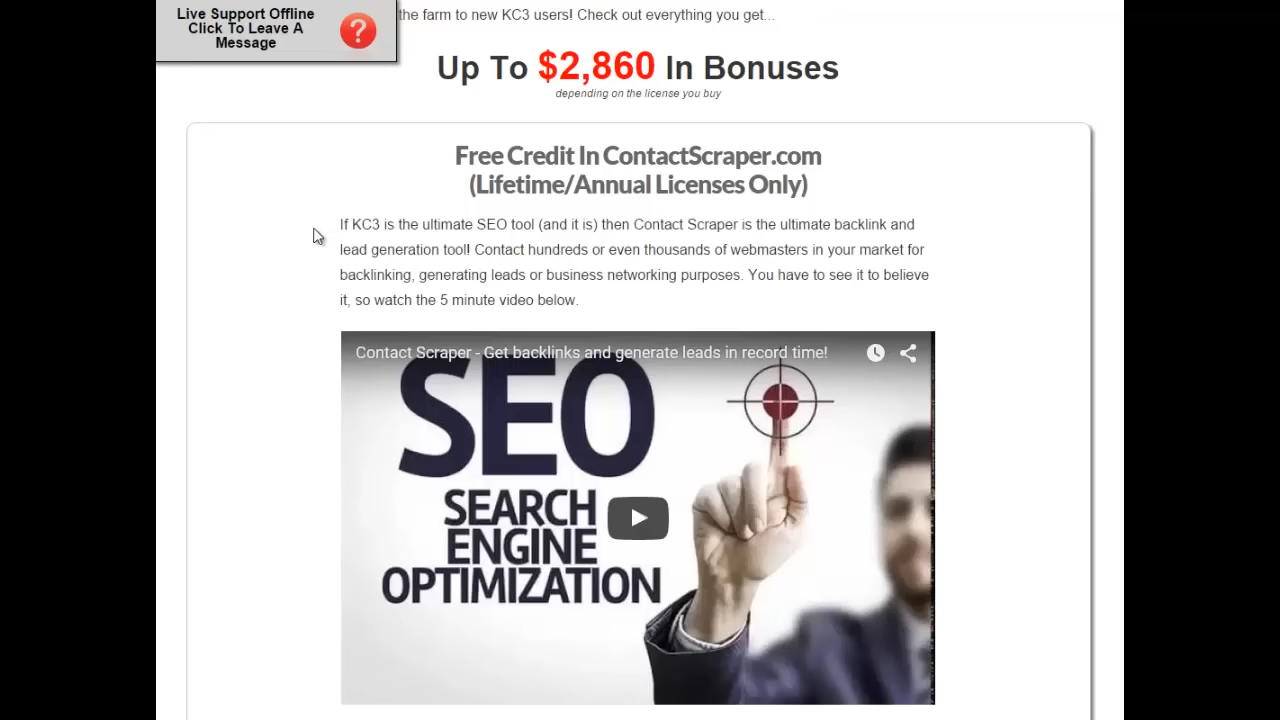 Live Support Offline
Click To Leave A
Message
?
the farm to new KC3 users! Check out everything you get...
Up To $2,860 In Bonuses
depending on the license you buy
Free Credit In ContactScraper.com
(Lifetime/Annual Licenses Only)
If KC3 is the ultimate SEO tool (and it is) then Contact Scraper is the ultimate backlink and
lead generation tool! Contact hundreds or even thousands of webmasters in your market for
backlinking, generating leads or business networking purposes. You have to see it to believe
it, so watch the 5 minute video below.
Contact Scraper - Get backlinks and generate leads in record time!
SEO
SEARCH
ENGINE
OPTIMIZATION